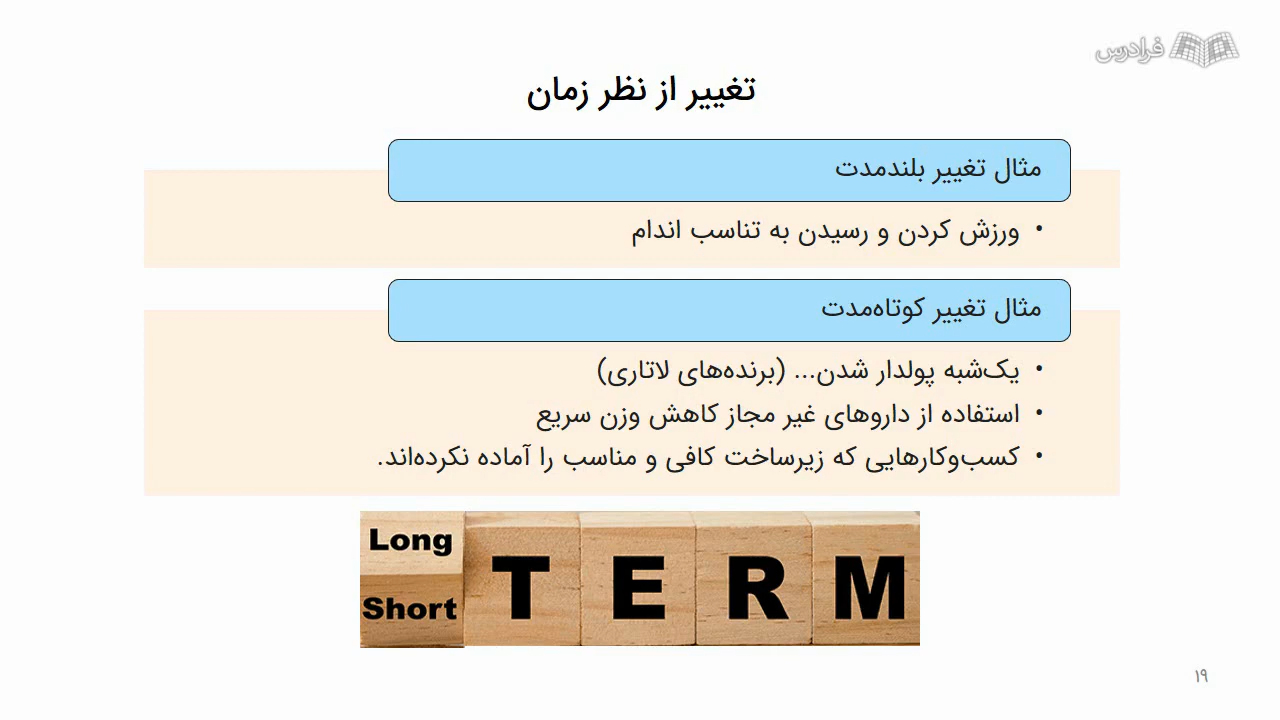 فرادرس
تغییر از نظر زمان
مثال تغییر بلندمدت
• ورزش کردن و رسیدن به تناسب اندام
مثال تغییر کوتاه‌مدت
• یک‌شبه پولدار شدن... (برنده‌های لاتاری)
• استفاده از داروهای غیر مجاز کاهش وزن سریع
• کسب‌وکارهایی که زیرساخت کافی و مناسب را آماده نکرده‌اند.
Long
Short
TERM
۱۹